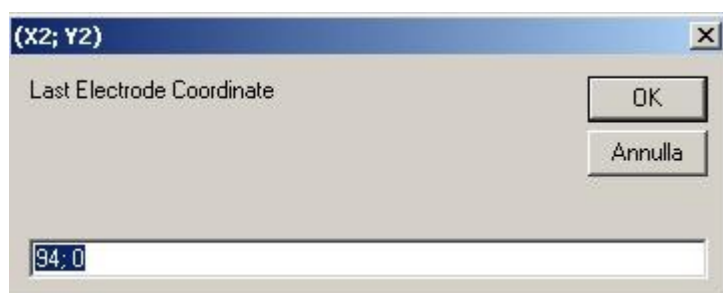 (X2; Y2)
Last Electrode Coordinate
OK
Annulla
94; 0